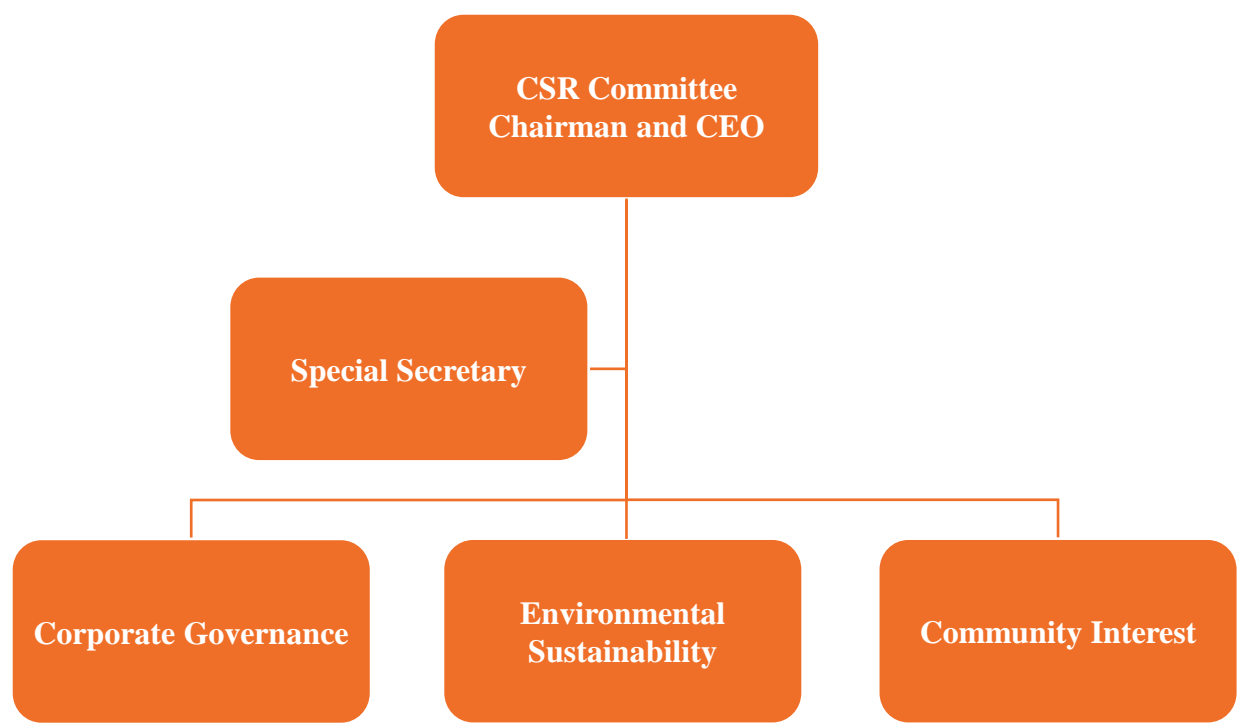 CSR Committee
Chairman and CEO
Special Secretary
Corporate Governance
Environmental
Sustainability
Community Interest